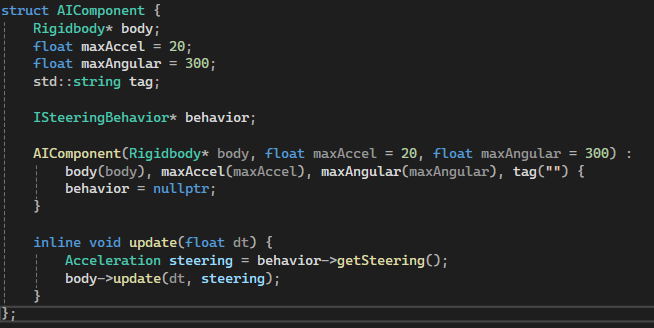 struct AIComponent {
Rigidbody* body;
float maxAccel = 20;
float maxAngular = 300;
std::string tag;
ISteeringBehavior* behavior;
AIComponent(Rigidbody* body, float maxAccel = 20, float maxAngular = 300) :
body(body), maxAccel(maxAccel), maxAngular(maxAngular), tag("") {
behavior = nullptr;
}
inline void update(float dt) {
Acceleration steering = behavior->getSteering();
body->update(dt, steering);
}
};